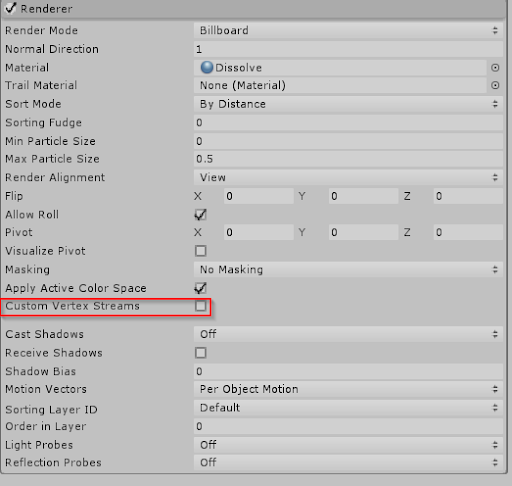 Renderer
Render Mode Billboard
Normal Direction 1
Material Dissolve
Trail Material None (Material)
Sort Mode By Distance
Sorting Fudge 0
Min Particle Size 0
Max Particle Size 0.5
Render Alignment View
Flip X 0 Y 0 Z 0
Allow Roll
Pivot X 0 Y 0 Z 0
Visualize Pivot
Masking No Masking
Apply Active Color Space
Custom Vertex Streams
Cast Shadows Off
Receive Shadows
Shadow Bias 0
Motion Vectors Per Object Motion
Sorting Layer ID Default
Order in Layer 0
Light Probes Off
Reflection Probes Off